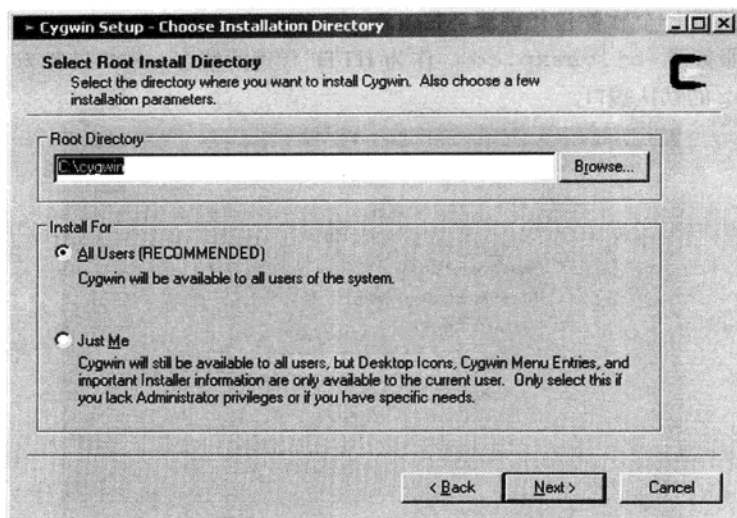 Cygwin Setup - Choose Installation Directory
Select Root Install Directory
Select the directory where you want to install Cygwin. Also choose a few
installation parameters.
Root Directory
C:\cygwin
Browse...
Install For
All Users (RECOMMENDED)
Cygwin will be available to all users of the system.
Just Me
Cygwin will still be available to all users, but Desktop Icons, Cygwin Menu Entries, and
important Installer information are only available to the current user. Only select this if
you lack Administrator privileges or if you have specific needs.
< Back
Next >
Cancel